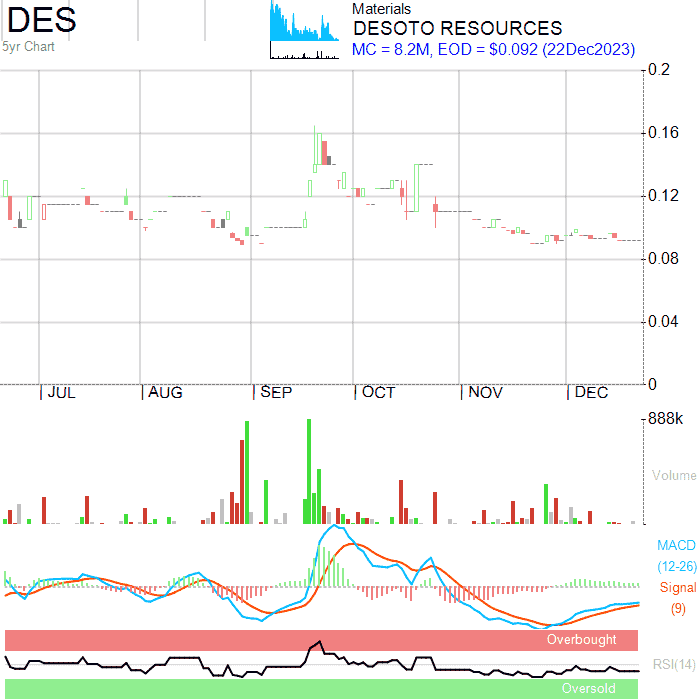 DES
5yr Chart
Materials
DESOTO RESOURCES
MC = 8.2M, EOD = $0.092 (22Dec2023)
0.2
0.16
0.12
0.08
0.04
0
JUL AUG SEP OCT NOV DEC
888k
Volume
MACD
(12-26)
Signal
(9)
Overbought
RSI(14)
Oversold